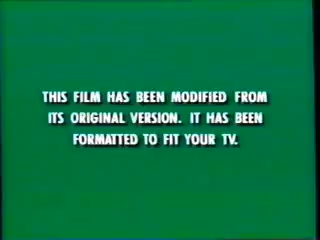 THIS FILM HAS BEEN MODIFIED FROM
ITS ORIGINAL VERSION. IT HAS BEEN
FORMATTED TO FIT YOUR TV.